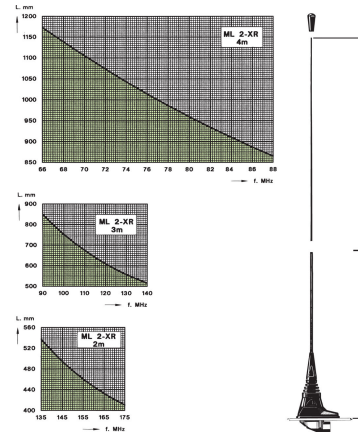 L. mm
1200
1150
1100
1050
1000
950
900
850
ML 2-XR
4m
66 68 70 72 74 76 78 80 82 84 86 88
f. MHz
L. mm
900
800
700
600
500
ML 2-XR
3m
90 100 110 120 130 140
f. MHz
L. mm
560
520
480
440
400
ML 2-XR
2m
135 145 155 165 175
f. MHz